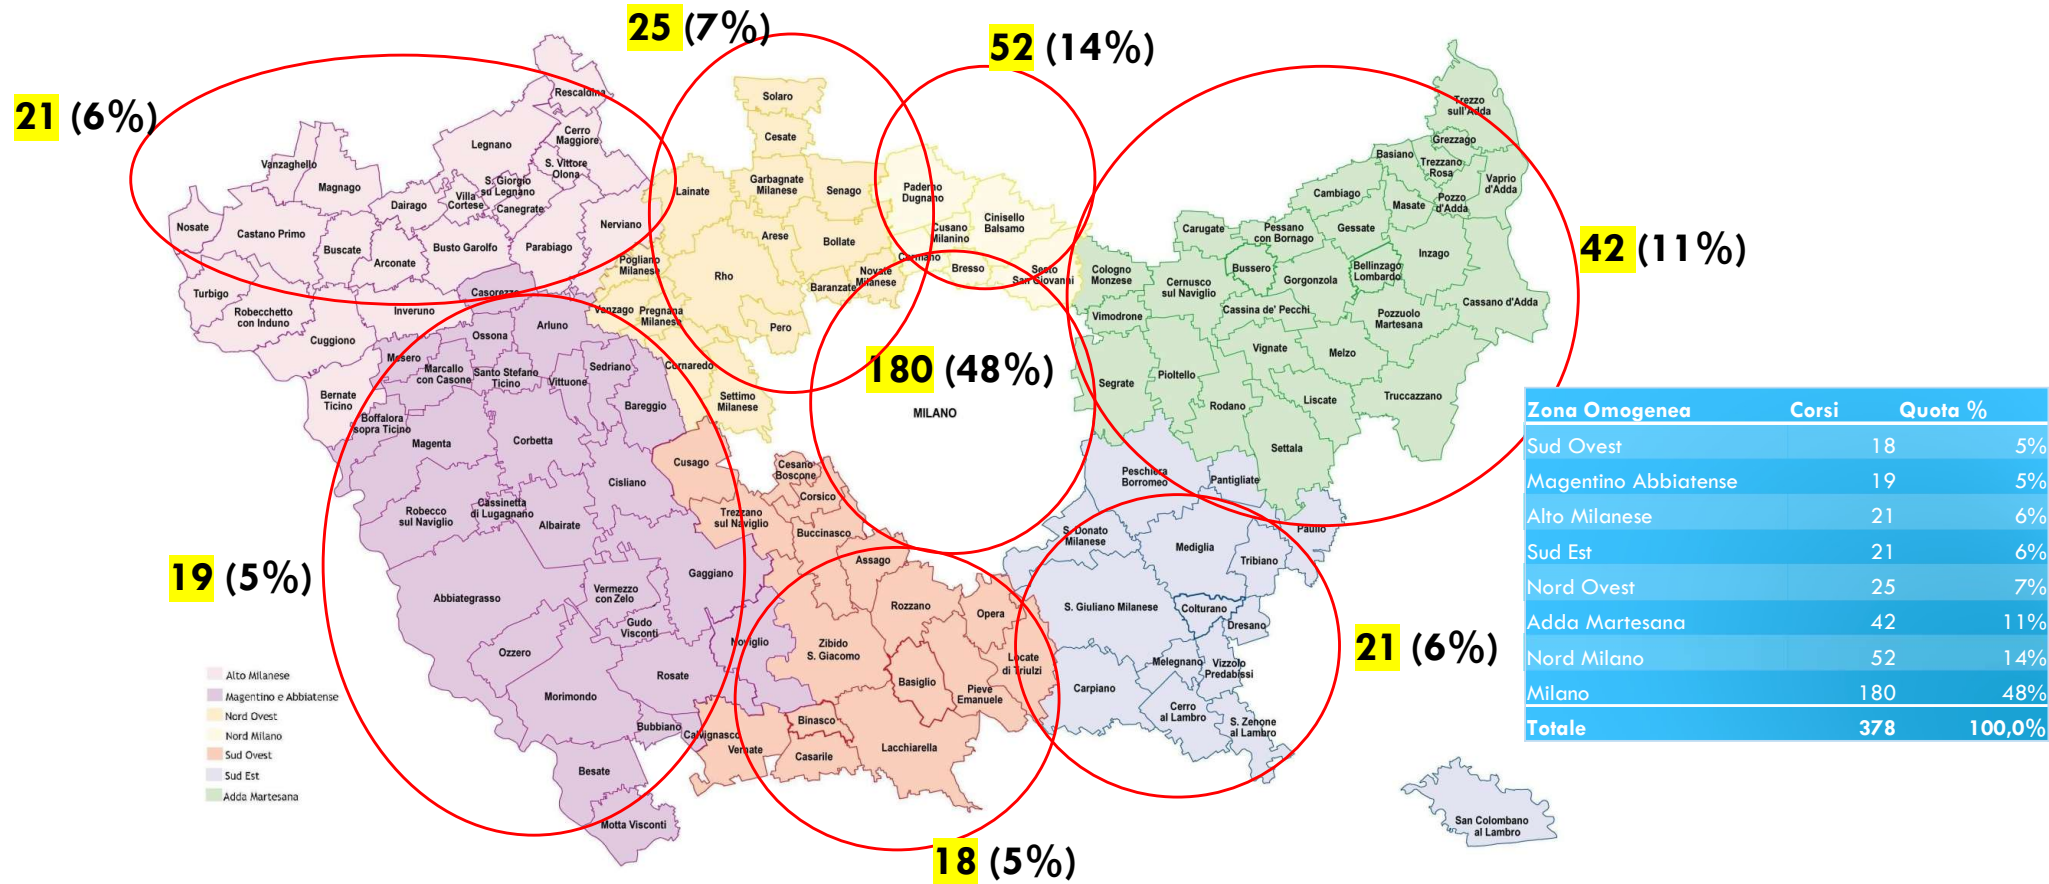 25 (7%)
52 (14%)
21 (6%)
42 (11%)
180 (48%)
19 (5%)
21 (6%)
18 (5%)
Rescaldina
Cerro
Maggiore
Legnano
S. Vittore
Olona
Vanzaghello
Magnago
S. Giorgio
su Legnano
Villa
Cortese
Dairago
Canegrate
Nosate
Castano Primo
Buscate
Arconate
Busto Garolfo
Parabiago
Nerviano
Turbigo
Robecchetto
con Induno
Casorezzo
Inveruno
Cuggiono
Bernate
Ticino
Solaro
Cesate
Lainate
Garbagnate
Milanese
Senago
Arese
Bollate
Pogliano
Milanese
Rho
Baranzate
Novate
Milanese
Vanzago
Pregnana
Milanese
Pero
Cornaredo
Settimo
Milanese
Paderno
Dugnano
Cinisello
Balsamo
Cusano
Milanino
Cormano
Bresso
Sesto
San Giovanni
MILANO
Trezzo
sull'Adda
Grezzago
Basiano
Trezzano
Rosa
Vaprio
d'Adda
Cambiago
Masate
Pozzo
d'Adda
Carugate
Pessano
con Bornago
Gessate
Inzago
Cologno
Monzese
Bussero
Bellinzago
Lombardo
Cernusco
sul Naviglio
Gorgonzola
Cassano d'Adda
Vimodrone
Cassina de' Pecchi
Pozzuolo
Martesana
Vignate
Melzo
Segrate
Pioltello
Rodano
Liscate
Truccazzano
Settala
Ossona
Arluno
Mesero
Marcallo
con Casone
Santo Stefano
Ticino
Vittuone
Sedriano
Bareggio
Boffalora
sopra Ticino
Magenta
Corbetta
Cisliano
Robecco
sul Naviglio
Cassinetta
di Lugagnano
Albairate
Gaggiano
Abbiategrasso
Vermezzo
con Zelo
Gudo
Visconti
Noviglio
Ozzero
Rosate
Morimondo
Bubbiano
Calvignasco
Besate
Motta Visconti
Cusago
Cesano
Boscone
Corsico
Trezzano
sul Naviglio
Buccinasco
Assago
Rozzano
Opera
Zibido
S. Giacomo
Locate
di Triulzi
Basiglio
Pieve
Emanuele
Binasco
Vernate
Casarile
Lacchiarella
Peschiera
Borromeo
Pantigliate
S. Donato
Milanese
Mediglia
Paullo
Tribiano
S. Giuliano Milanese
Colturano
Dresano
Melegnano
Vizzolo
Predabissi
Carpiano
Cerro
al Lambro
S. Zenone
al Lambro
San Colombano
al Lambro
Alto Milanese
Magentino e Abbiatense
Nord Ovest
Nord Milano
Sud Ovest
Sud Est
Adda Martesana
Zona Omogenea Corsi Quota %
Sud Ovest 18 5%
Magentino Abbiatense 19 5%
Alto Milanese 21 6%
Sud Est 21 6%
Nord Ovest 25 7%
Adda Martesana 42 11%
Nord Milano 52 14%
Milano 180 48%
Totale 378 100,0%